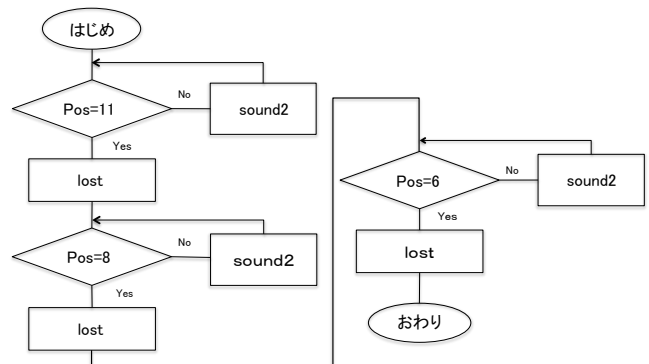 はじめ
Pos=11
No
sound2
Yes
lost
Pos=8
No
sound2
Yes
lost
Pos=6
No
sound2
Yes
lost
おわり